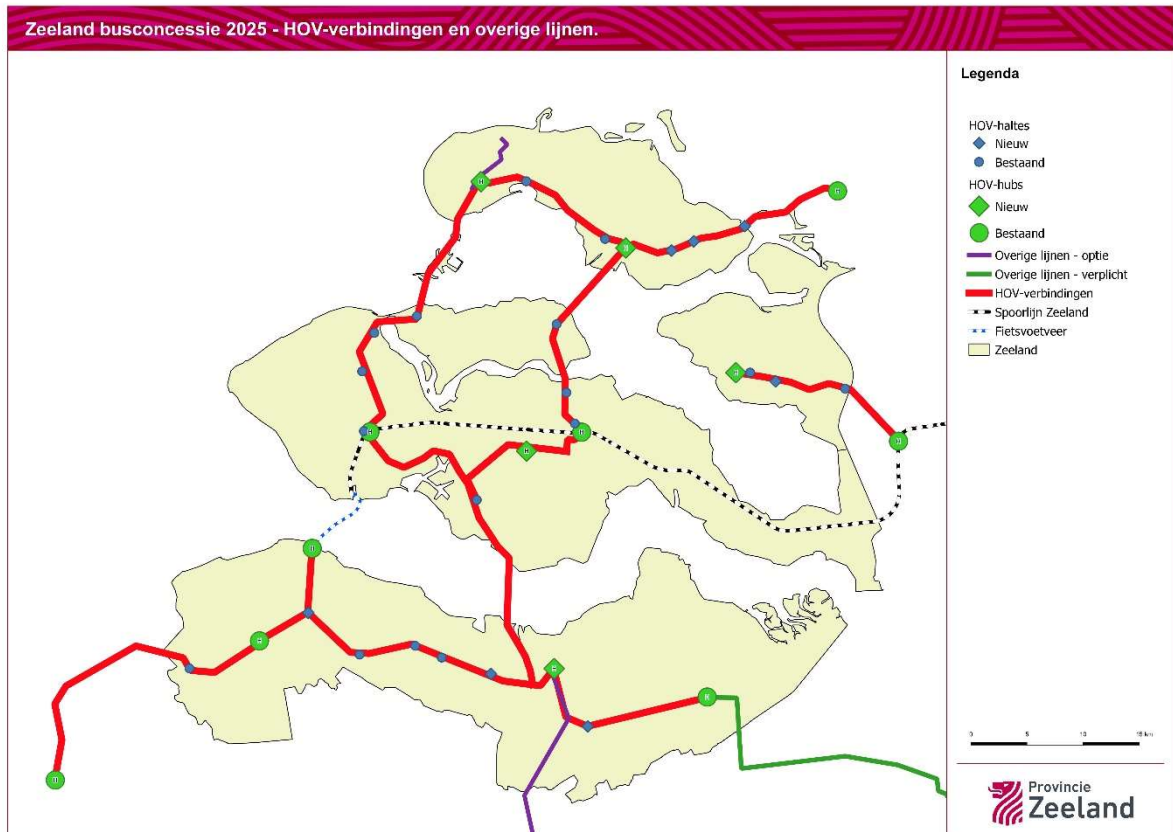 Zeeland busconcessie 2025 - HOV-verbindingen en overige lijnen.
Legenda
HOV-haltes
Nieuw
Bestaand
HOV-hubs
Nieuw
Bestaand
Overige lijnen - optie
Overige lijnen - verplicht
HOV-verbindingen
Spoorlijn Zeeland
Fietsvoetveer
Zeeland
0 5 10 15 km
Provincie
Zeeland